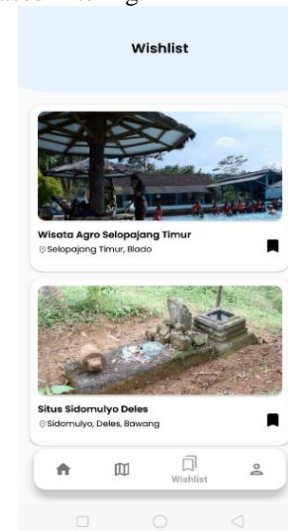 Wishlist
Wisata Agro Selopajang Timur
Selopajang Timur, Blado
Situs Sidomulyo Deles
Sidomulyo, Deles, Bawang
Wishlist